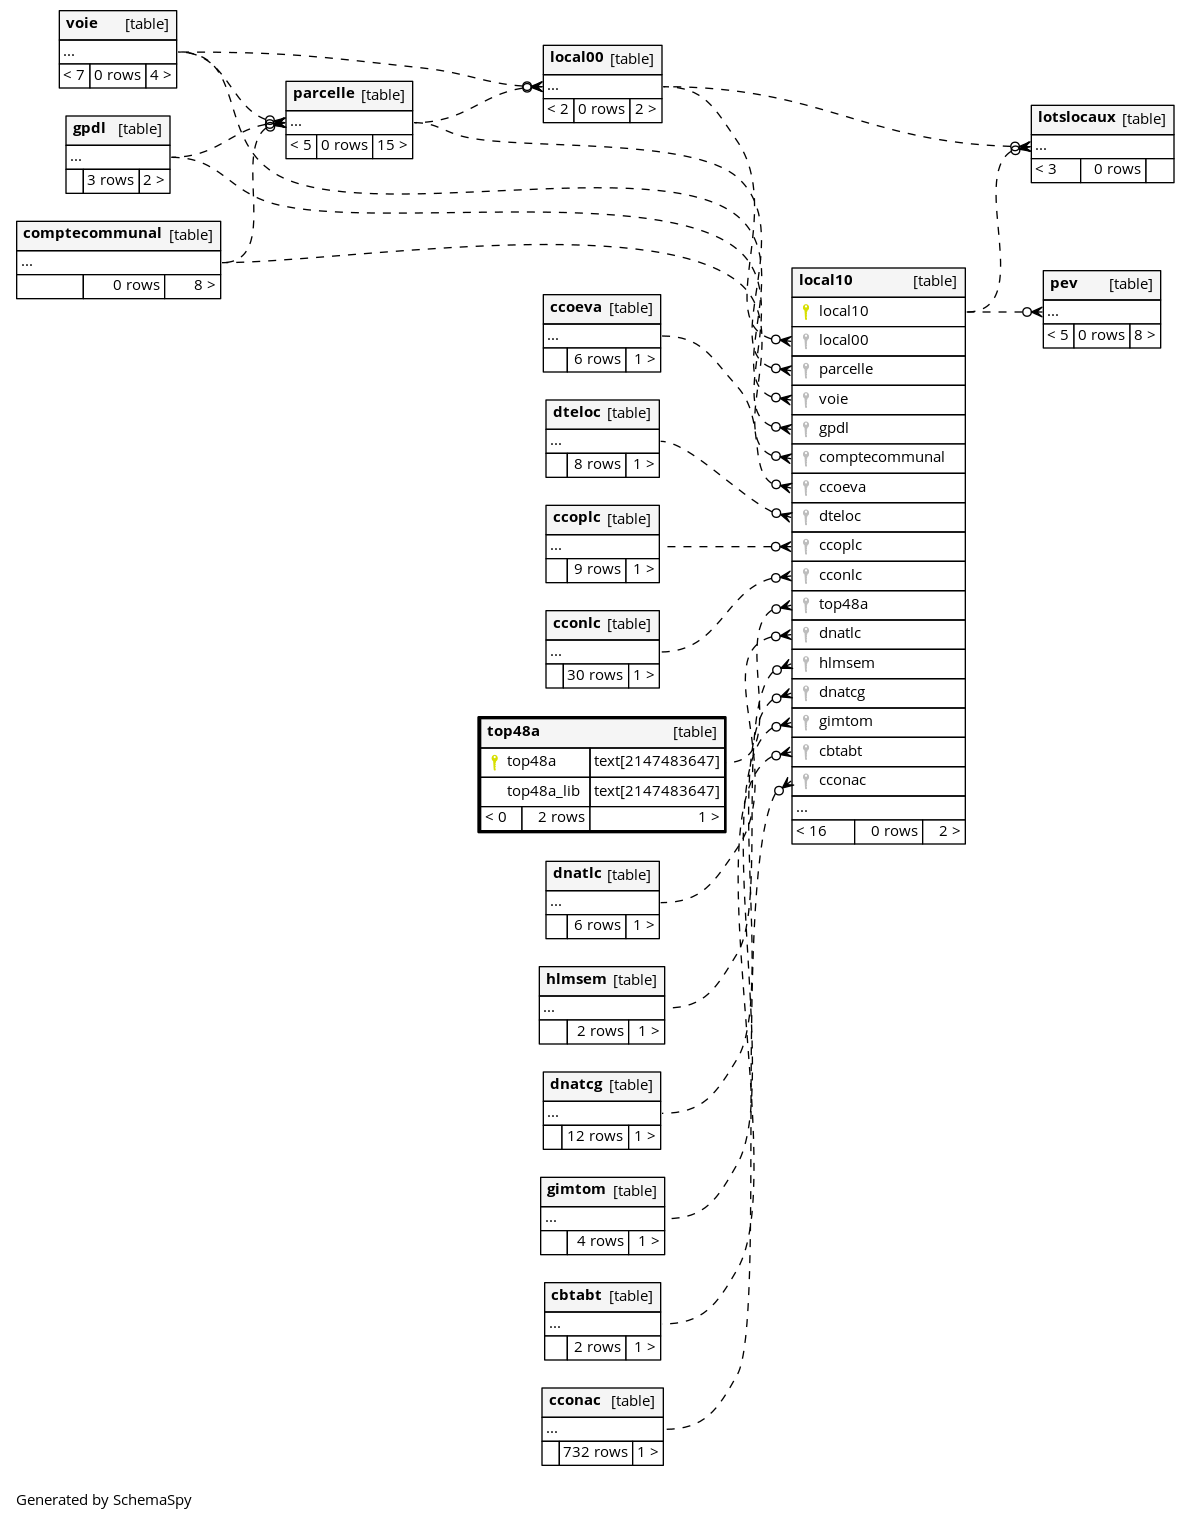 voie [table]
...
< 7 0 rows 4 >
gpdl [table]
...
3 rows 2 >
comptecommunal [table]
...
0 rows 8 >
parcelle [table]
...
< 5 0 rows 15 >
local00 [table]
...
< 2 0 rows 2 >
ccoeva [table]
...
6 rows 1 >
dteloc [table]
...
8 rows 1 >
ccoplc [table]
...
9 rows 1 >
cconlc [table]
...
30 rows 1 >
top48a [table]
top48a text[2147483647]
top48a_lib text[2147483647]
< 0 2 rows 1 >
dnatlc [table]
...
6 rows 1 >
hlmsem [table]
...
2 rows 1 >
dnatcg [table]
...
12 rows 1 >
gimtom [table]
...
4 rows 1 >
cbtabt [table]
...
2 rows 1 >
cconac [table]
...
732 rows 1 >
local10 [table]
local10
local00
parcelle
voie
gpdl
comptecommunal
ccoeva
dteloc
ccoplc
cconlc
top48a
dnatlc
hlmsem
dnatcg
gimtom
cbtabt
cconac
...
< 16 0 rows 2 >
lotslocaux [table]
...
< 3 0 rows
pev [table]
...
< 5 0 rows 8 >
Generated by SchemaSpy